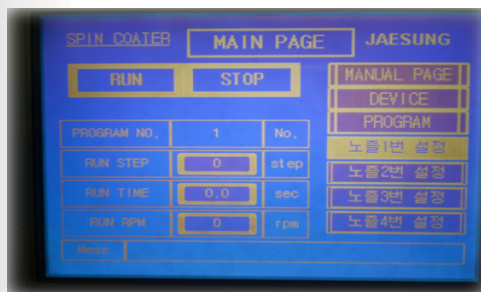 SPIN COATER MAIN PAGE JAESUNG
RUN STOP
MANUAL PAGE
DEVICE
PROGRAM
노즐1번 설정
노즐2번 설정
노즐3번 설정
노즐4번 설정
PROGRAM NO. 1 No.
RUN STEP 0 step
RUN TIME 0.0 sec
RUN RPM 0 rpm
Mess